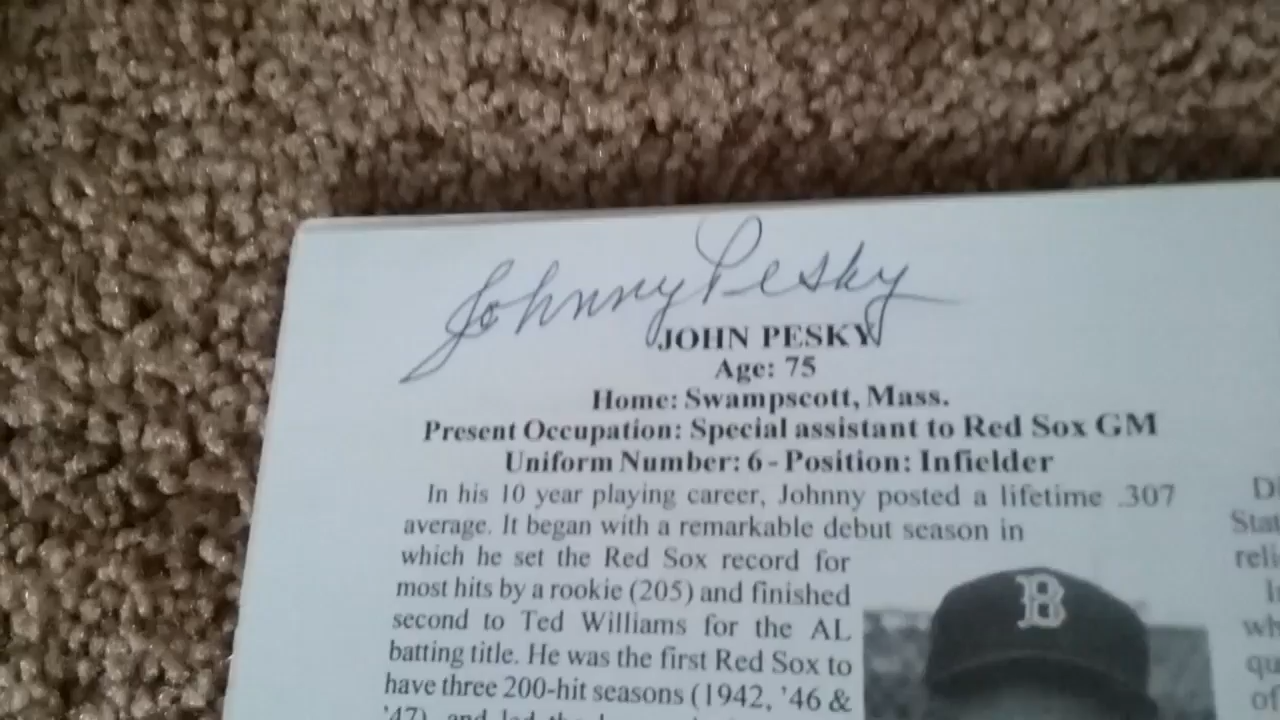 Johnny Pesky
JOHN PESKY
Age: 75
Home: Swampscott, Mass.
Present Occupation: Special assistant to Red Sox GM
Uniform Number: 6 - Position: Infielder
In his 10 year playing career, Johnny posted a lifetime .307
average. It began with a remarkable debut season in
which he set the Red Sox record for
most hits by a rookie (205) and finished
second to Ted Williams for the AL
batting title. He was the first Red Sox to
have three 200-hit seasons (1942, '46 &
'47), and led the
B